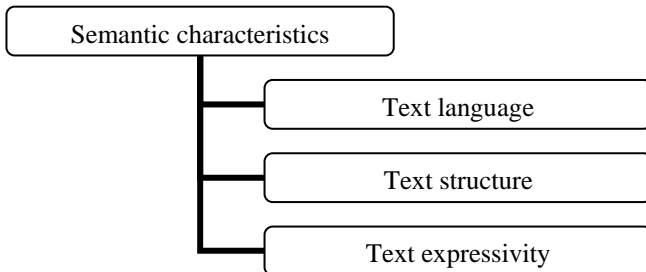 Semantic characteristics
Text language
Text structure
Text expressivity